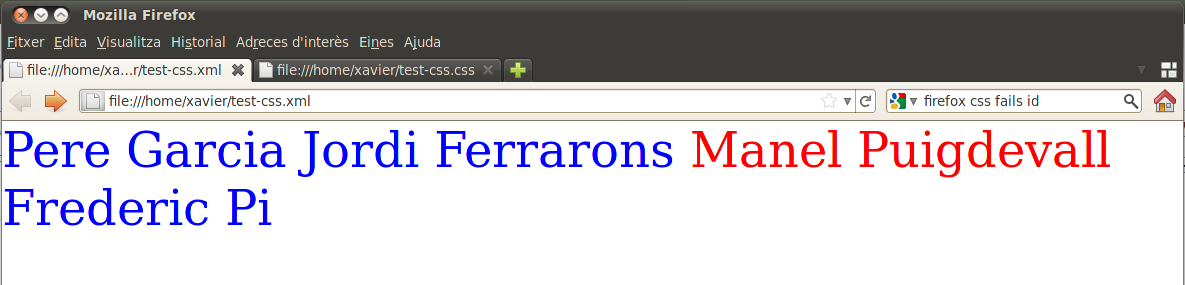 Mozilla Firefox
Fitxer Edita Visualitza Historial Adreces d'interès Eines Ajuda
file:///home/xa...r/test-css.xml file:///home/xavier/test-css.css
file:///home/xavier/test-css.xml firefox css fails id
Pere Garcia Jordi Ferrarons Manel Puigdevall
Frederic Pi